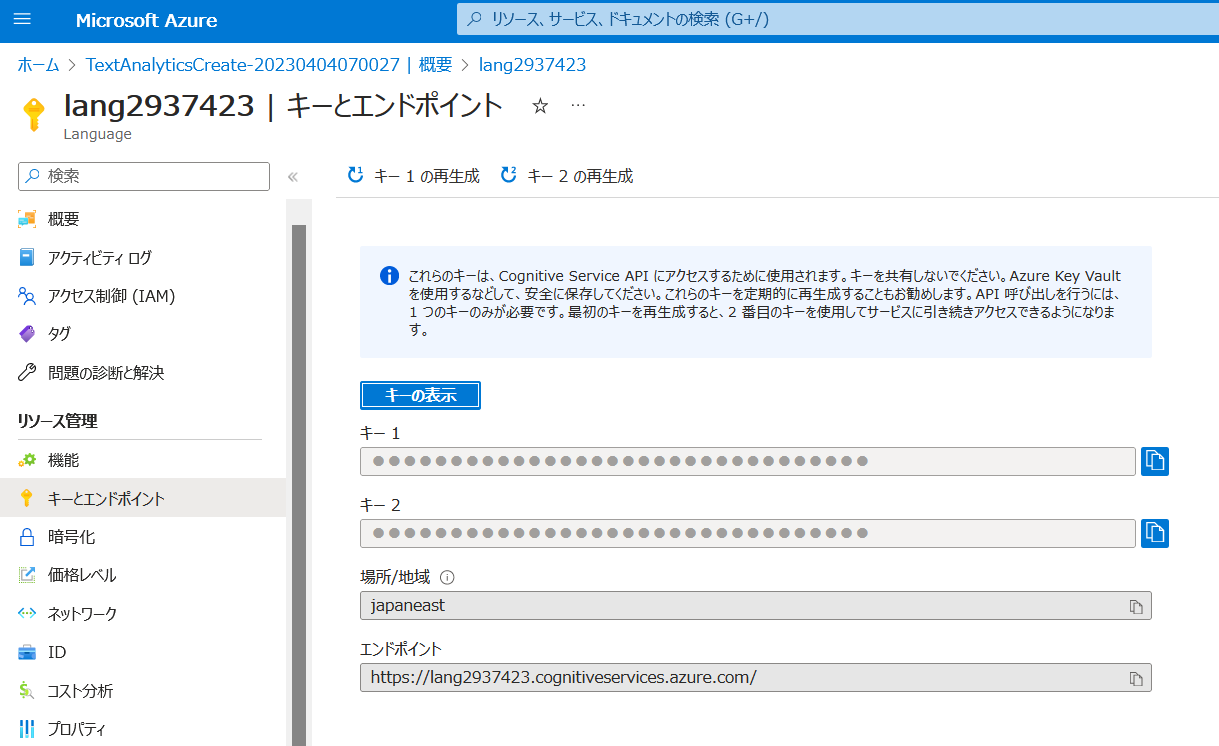 Microsoft Azure
リソース、サービス、ドキュメントの検索 (G+/)
ホーム > TextAnalyticsCreate-20230404070027 | 概要 > lang2937423
lang2937423 | キーとエンドポイント
Language
検索
概要
アクティビティ ログ
アクセス制御 (IAM)
タグ
問題の診断と解決
リソース管理
機能
キーとエンドポイント
暗号化
価格レベル
ネットワーク
ID
コスト分析
プロパティ
キー 1 の再生成 キー 2 の再生成
これらのキーは、Cognitive Service API にアクセスするために使用されます。キーを共有しないでください。Azure Key Vault
を使用するなどして、安全に保存してください。これらのキーを定期的に再生成することもお勧めします。API 呼び出しを行うには、
1 つのキーのみが必要です。最初のキーを再生成すると、2 番目のキーを使用してサービスに引き続きアクセスできるようになりま
す。
キーの表示
キー 1
●●●●●●●●●●●●●●●●●●●●●●●●●●●●●●●●
キー 2
●●●●●●●●●●●●●●●●●●●●●●●●●●●●●●●●
場所/地域
japaneast
エンドポイント
https://lang2937423.cognitiveservices.azure.com/